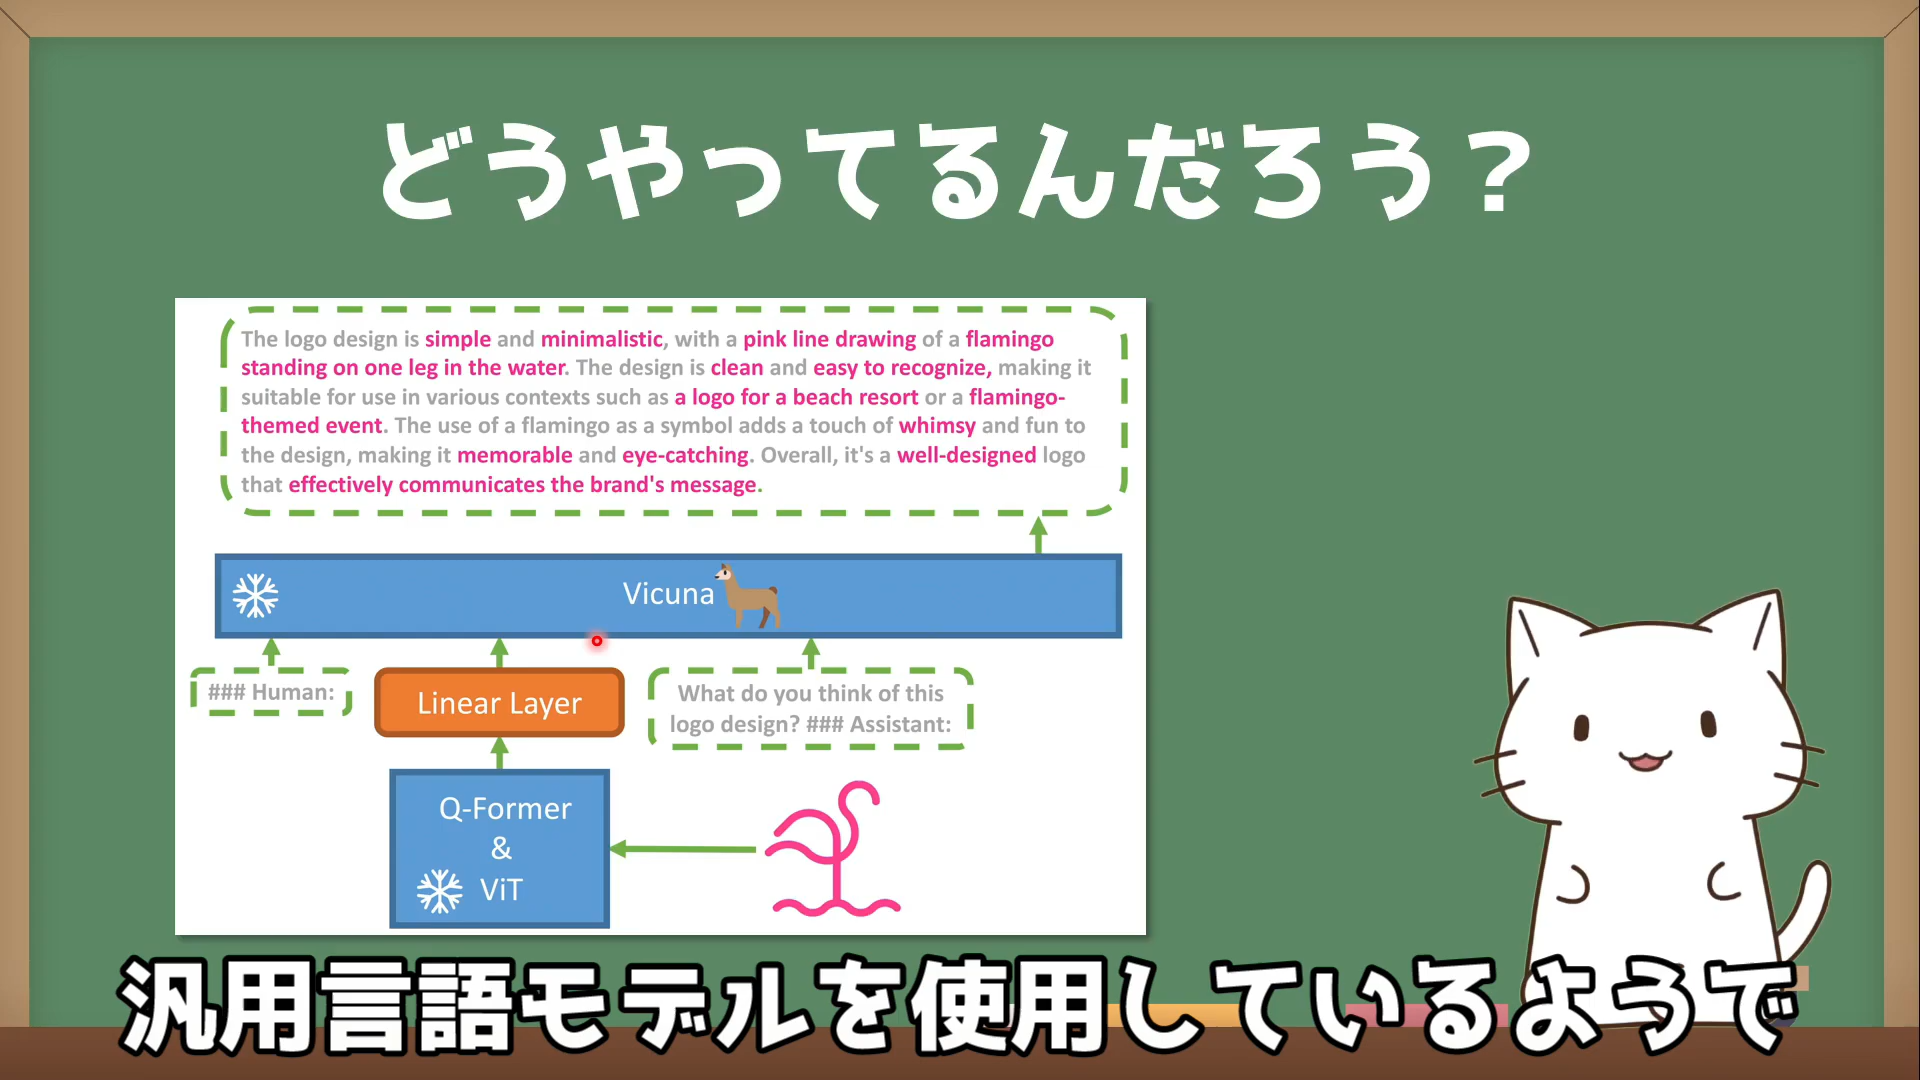 どうやってるんだろう？
The logo design is simple and minimalistic, with a pink line drawing of a flamingo
standing on one leg in the water. The design is clean and easy to recognize, making it
suitable for use in various contexts such as a logo for a beach resort or a flamingo-
themed event. The use of a flamingo as a symbol adds a touch of whimsy and fun to
the design, making it memorable and eye-catching. Overall, it's a well-designed logo
that effectively communicates the brand's message.
Vicuna
### Human:
Linear Layer
What do you think of this
logo design? ### Assistant:
Q-Former
&
ViT
汎用言語モデルを使用しているようで